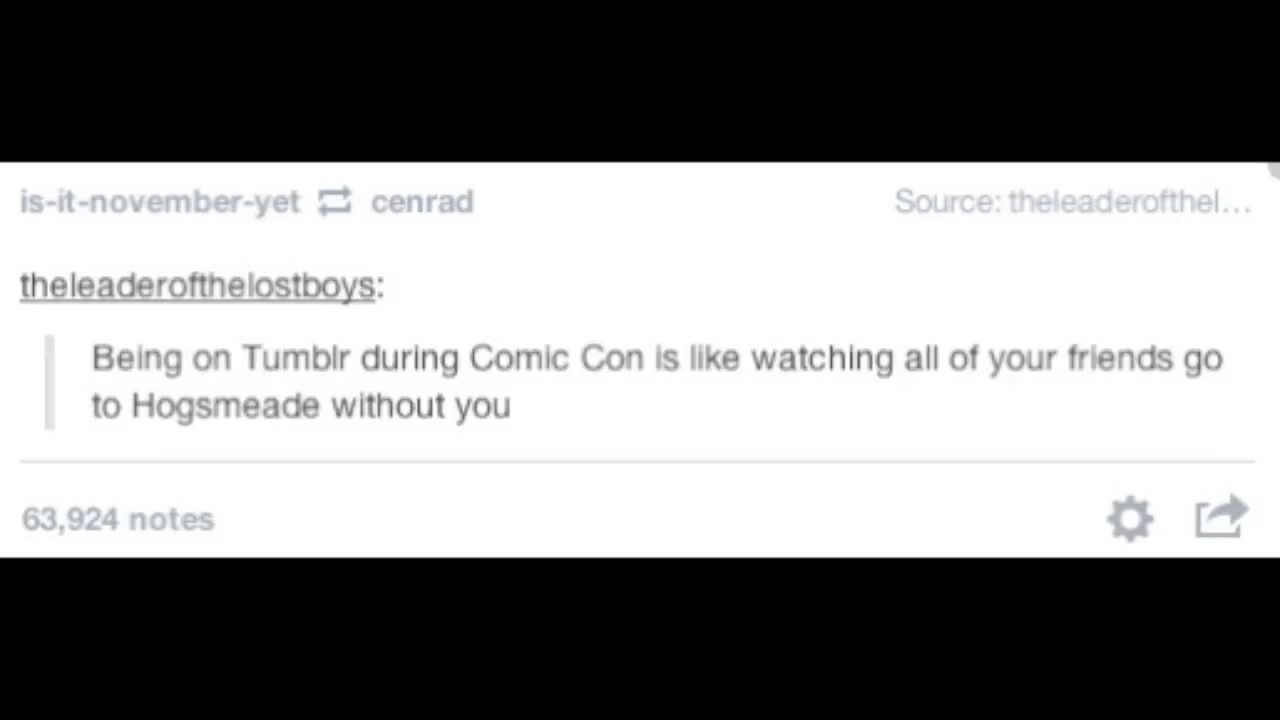 is-it-november-yet cenrad Source: theleaderofthel...
theleaderofthelostboys:
Being on Tumblr during Comic Con is like watching all of your friends go
to Hogsmeade without you
63,924 notes